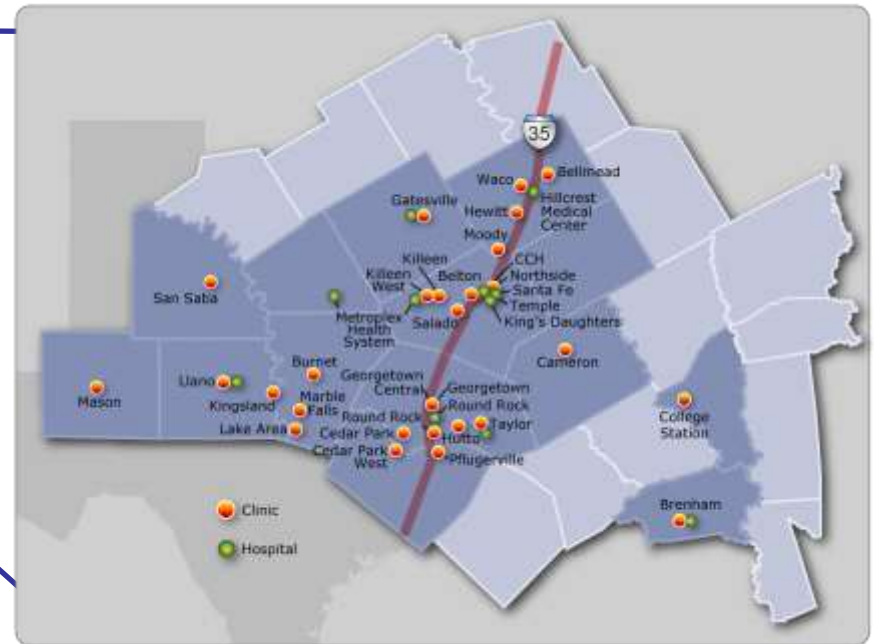 35
Bellmead
Waco
Hillcrest
Medical
Center
Gatesville
Hewitt
Moody
Killeen
CCH
Killeen
West
Belton
Northside
Santa Fe
Temple
King's Daughters
San Saba
Metroplex
Health
System
Salado
Cameron
Burnet
Georgetown
Central
Georgetown
Mason
Llano
Kingsland
Marble
Falls
Round Rock
Round Rock
Lake Area
Cedar Park
Hutto
Taylor
College
Station
Cedar Park
West
Pflugerville
Brenham
Clinic
Hospital